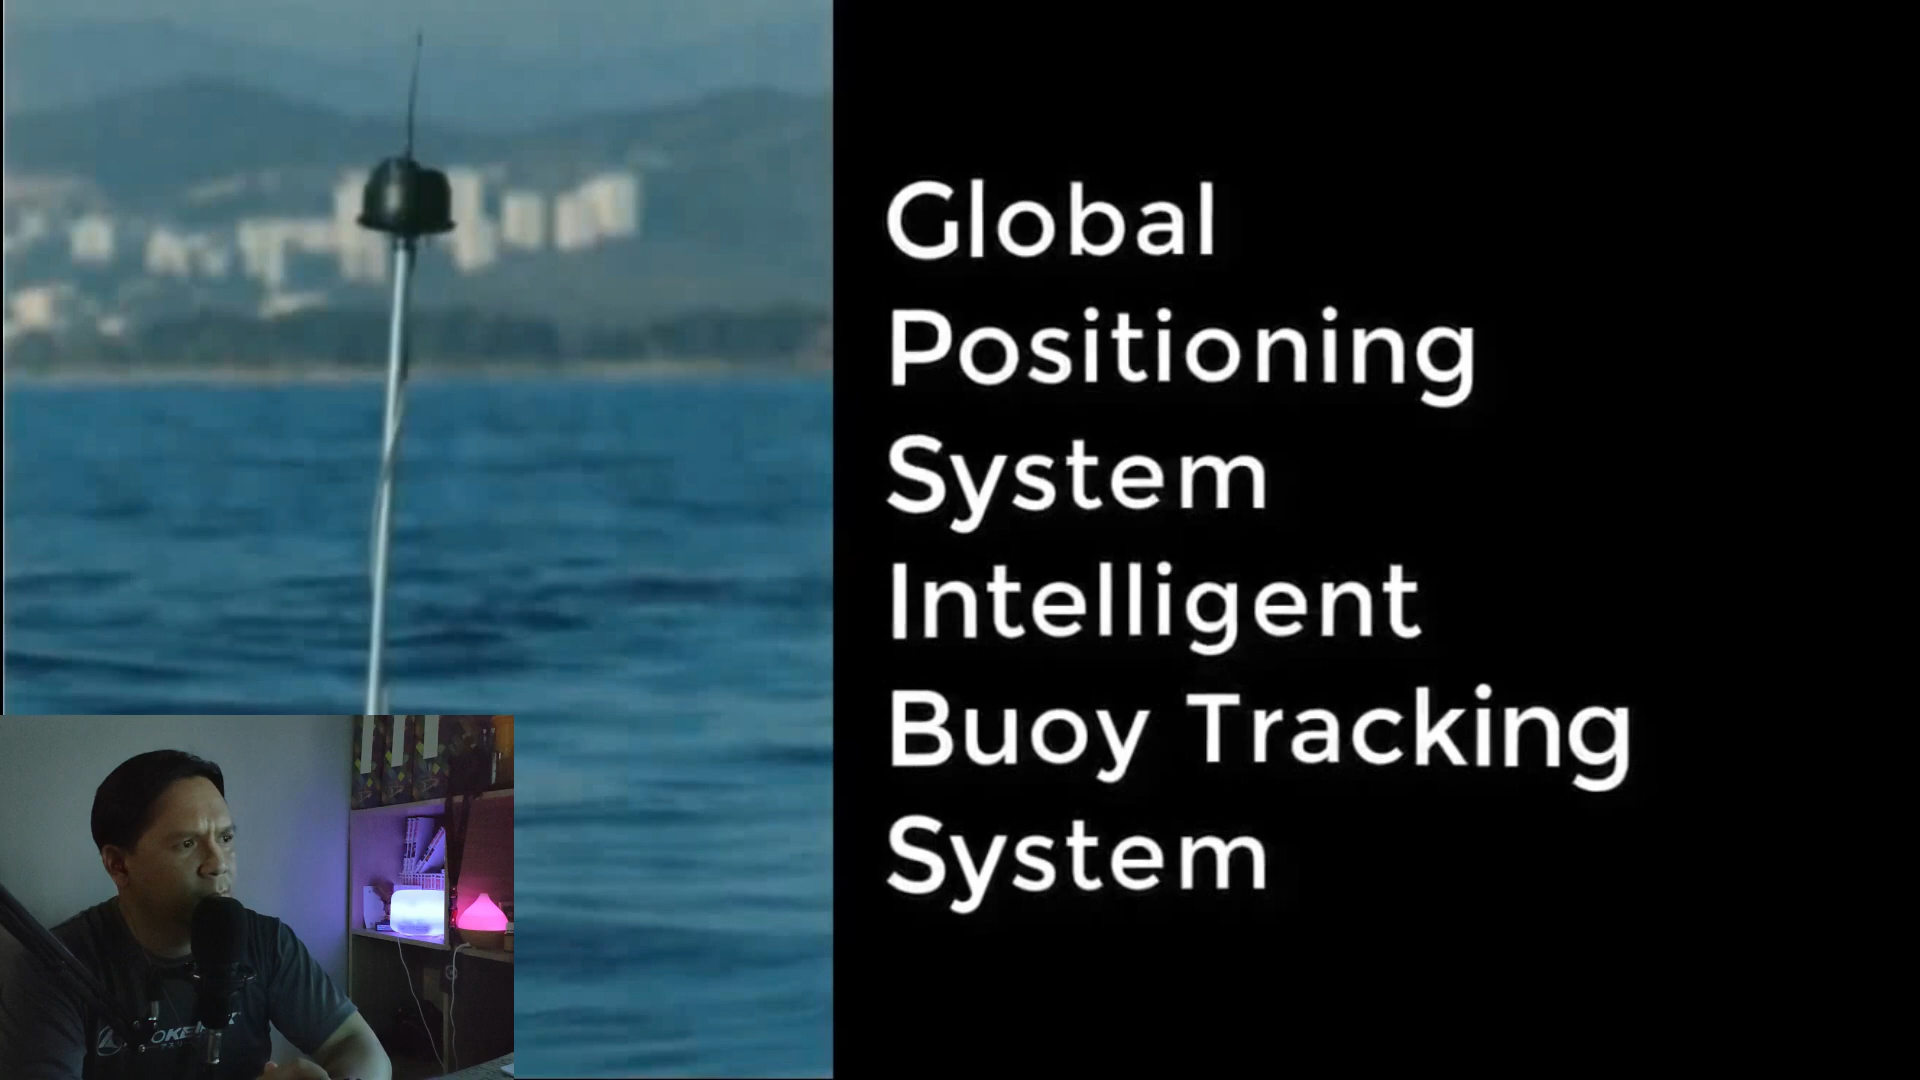 Global
Positioning
System
Intelligent
Buoy Tracking
System